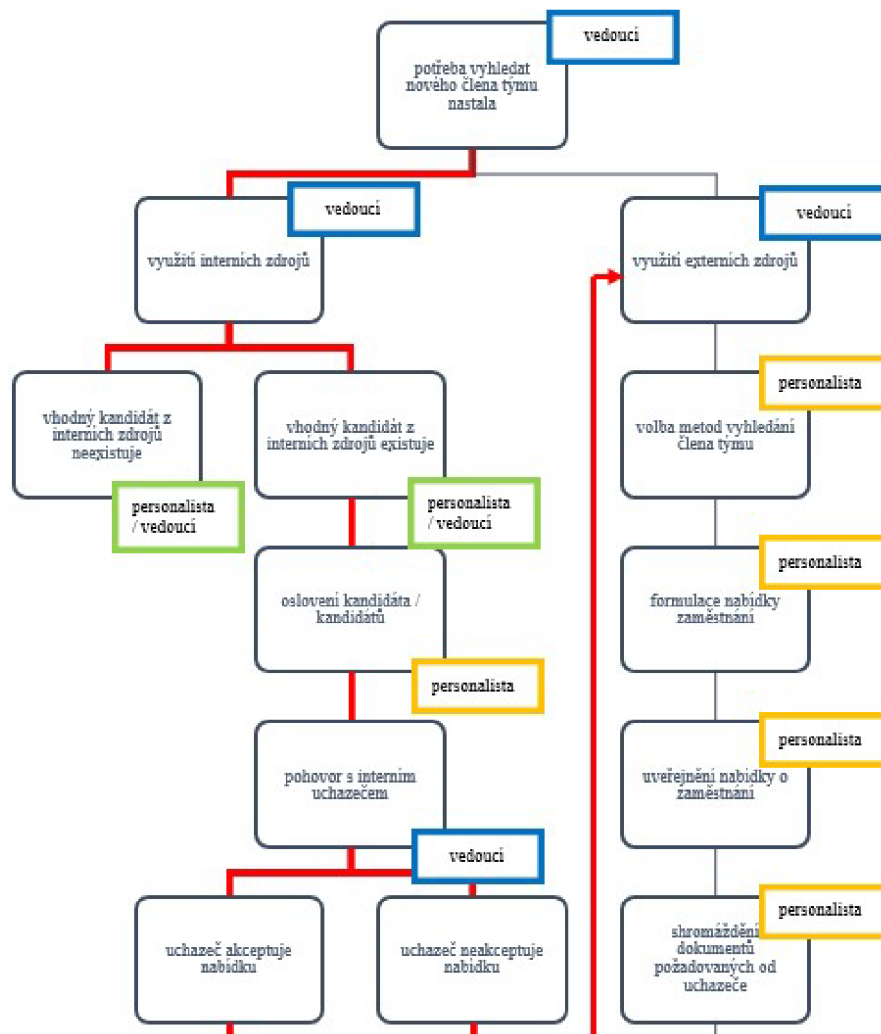 vedoucí
potřeba vyhledat
nového člena týmu
nastala
vedoucí
využití interních zdrojů
vedoucí
využití externích zdrojů
vhodný kandidát z
interních zdrojů
neexistuje
personalista
/ vedoucí
vhodný kandidát z
interních zdrojů existuje
personalista
/ vedoucí
personalista
volba metod vyhledání
člena týmu
oslovení kandidáta /
kandidátů
personalista
personalista
formulace nabídky
zaměstnání
pohovor s interním
uchazečem
vedoucí
personalista
uveřejnění nabídky o
zaměstnání
uchazeč akceptuje
nabídku
uchazeč neakceptuje
nabídku
personalista
shromáždění
dokumentů
požadovaných od
uchazeče